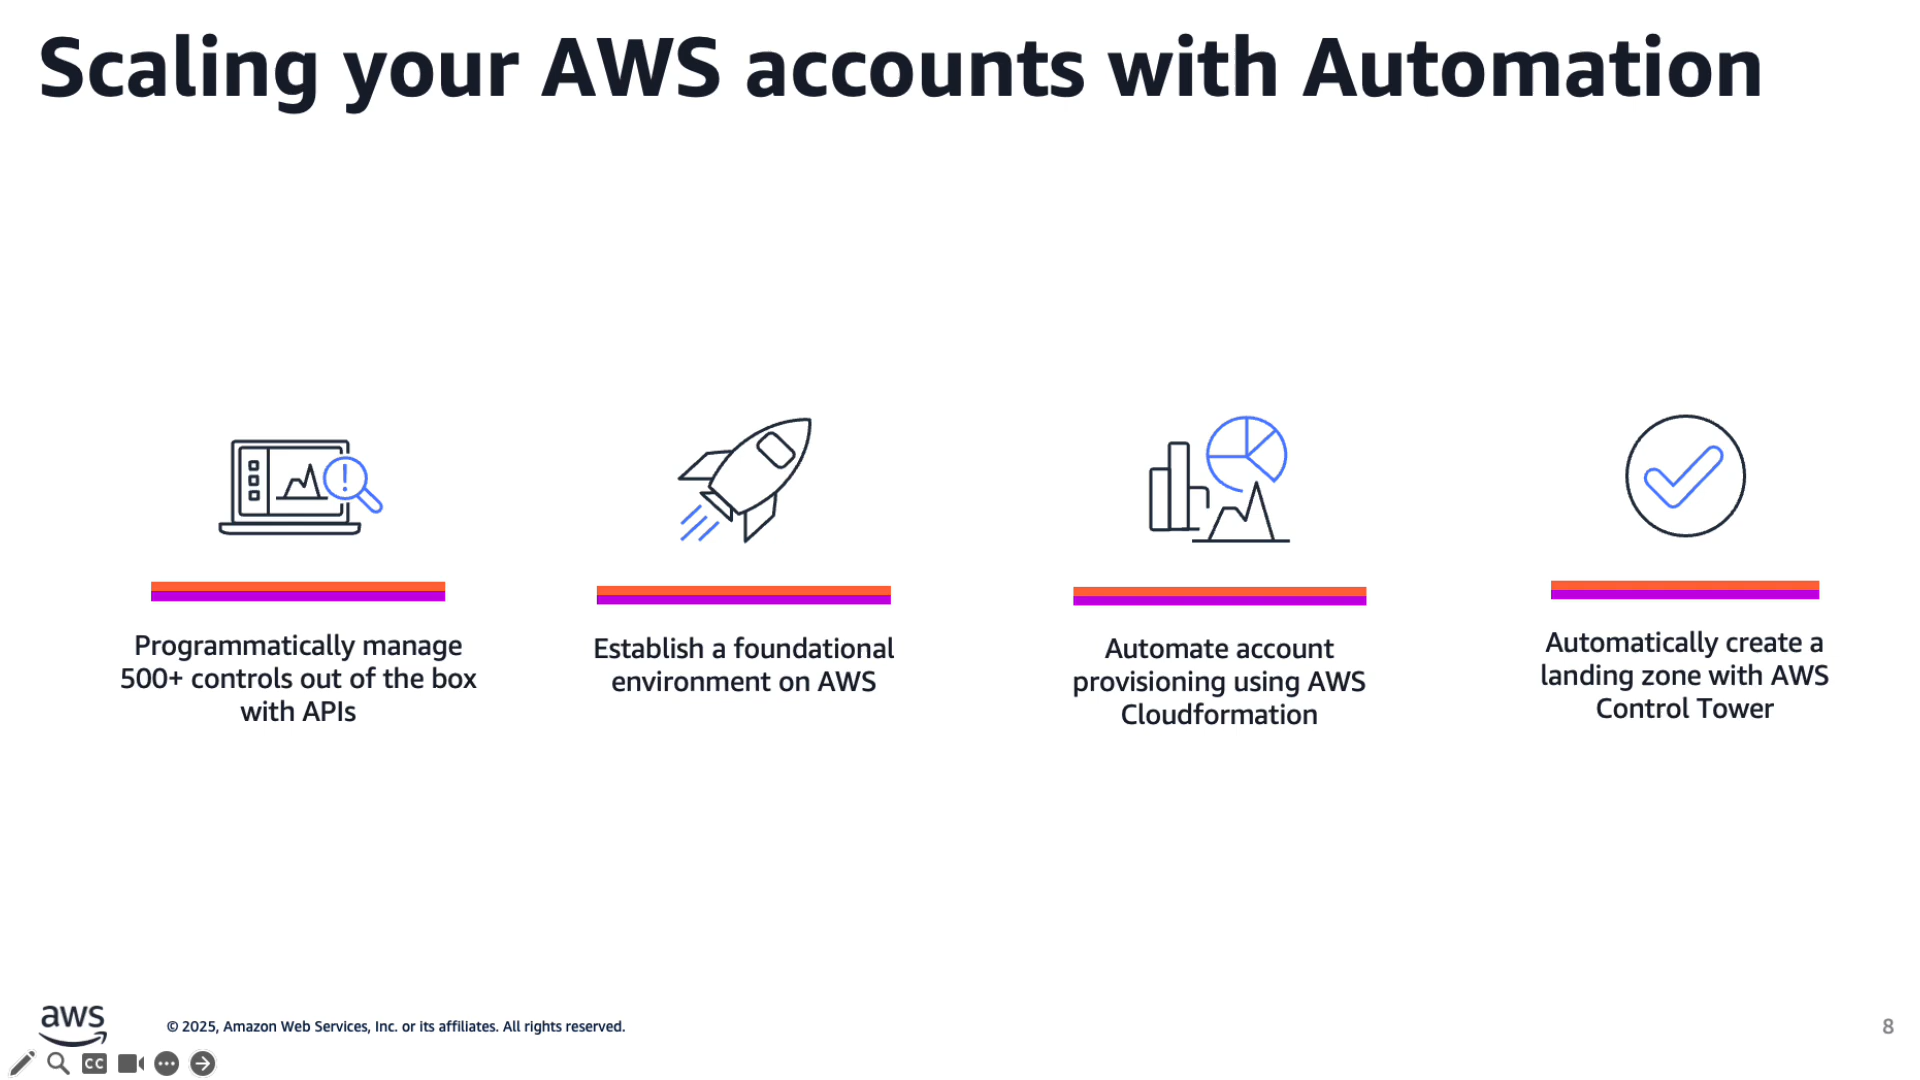 Scaling your AWS accounts with Automation
Programmatically manage
500+ controls out of the box
with APIs
Establish a foundational
environment on AWS
Automate account
provisioning using AWS
Cloudformation
Automatically create a
landing zone with AWS
Control Tower
aws
© 2025, Amazon Web Services, Inc. or its affiliates. All rights reserved.
8
CC